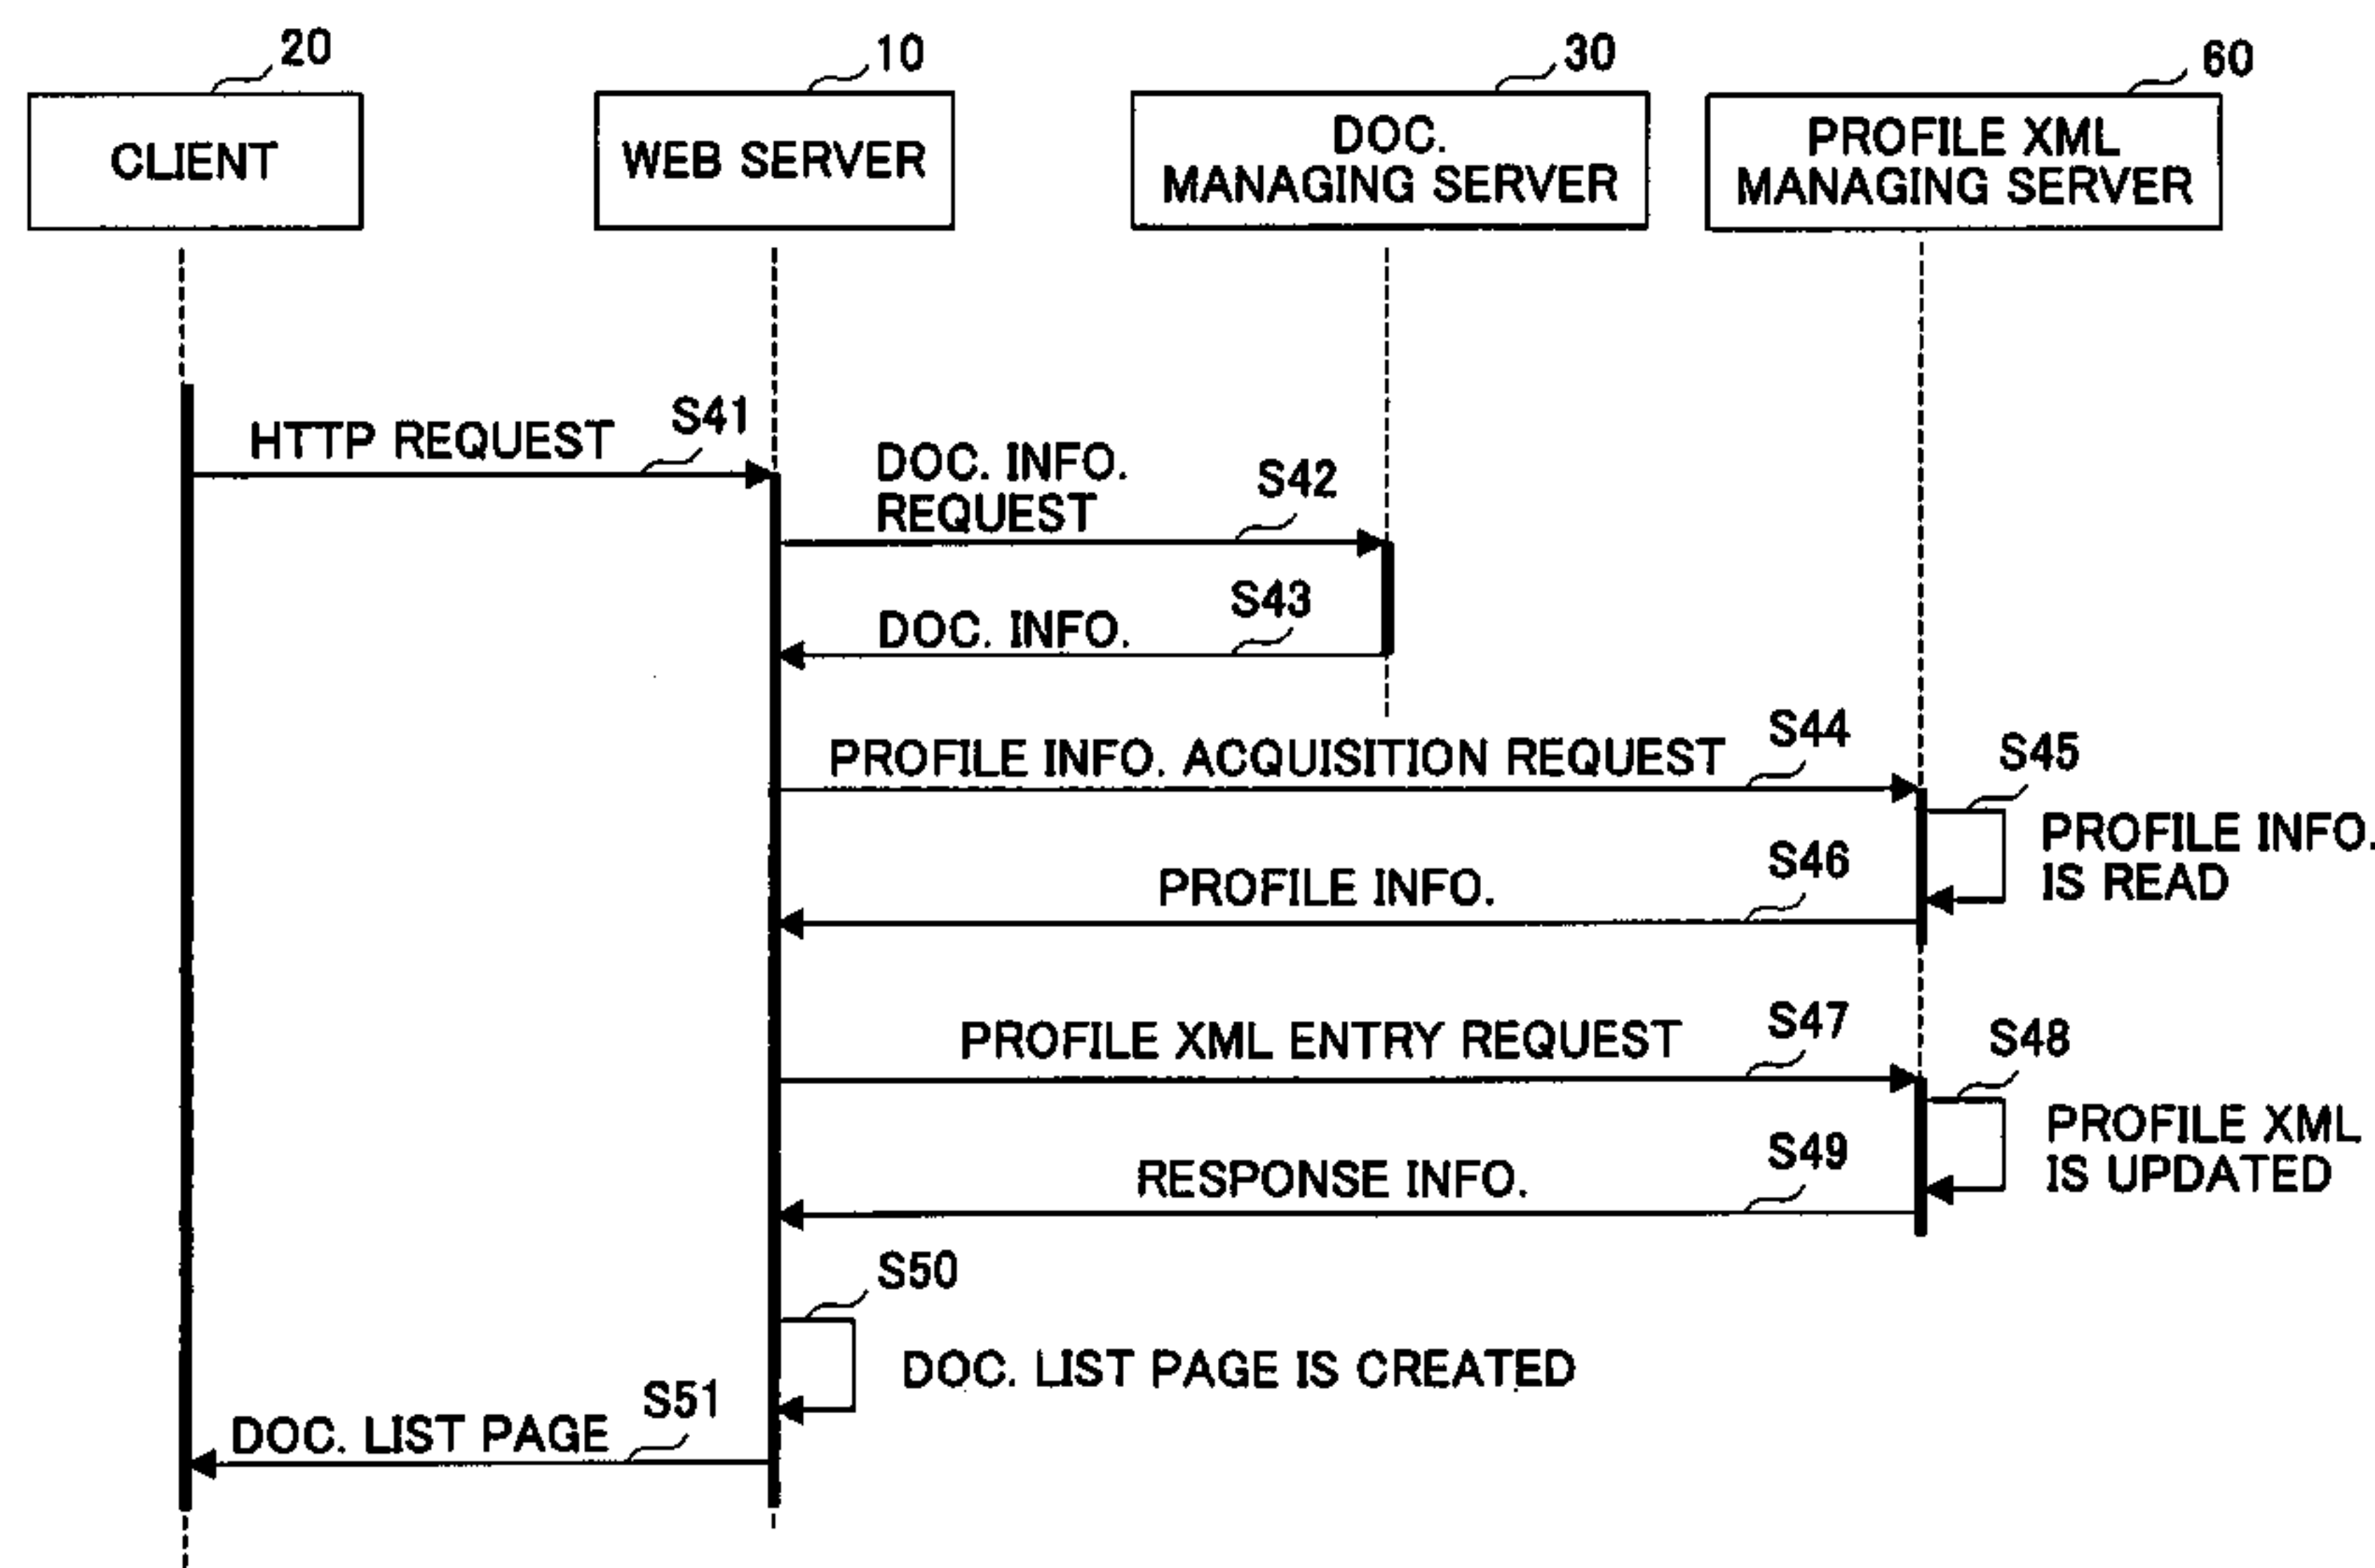 20
10
30
60
CLIENT
WEB SERVER
DOC.
MANAGING SERVER
PROFILE XML
MANAGING SERVER
HTTP REQUEST
S41
DOC. INFO.
REQUEST
S42
DOC. INFO.
S43
PROFILE INFO. ACQUISITION REQUEST
S44
S45
PROFILE INFO.
IS READ
PROFILE INFO.
S46
PROFILE XML ENTRY REQUEST
S47
S48
PROFILE XML
IS UPDATED
RESPONSE INFO.
S49
S50
DOC. LIST PAGE IS CREATED
DOC. LIST PAGE
S51